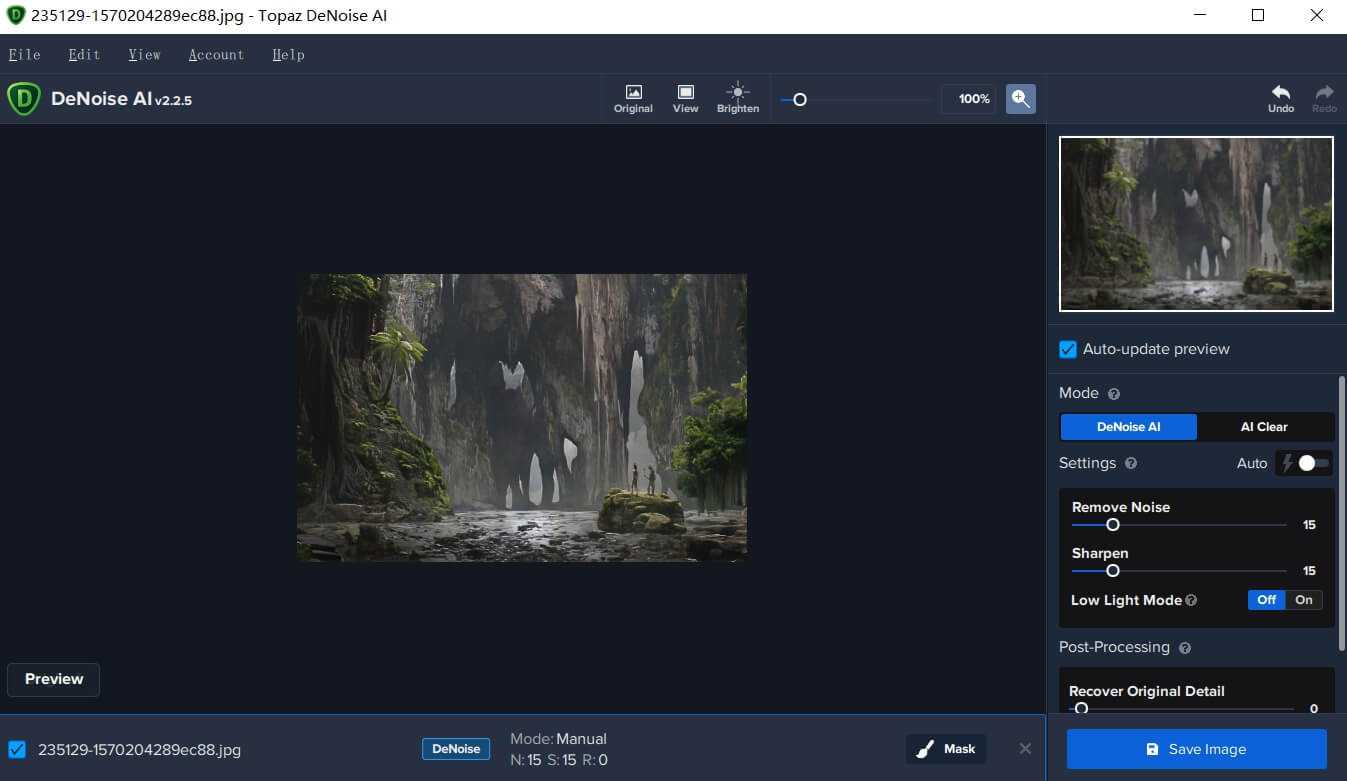 235129-1570204289ec88.jpg - Topaz DeNoise AI
File Edit View Account Help
DeNoise AI v2.2.5
Original View Brighten 100% Undo Redo
Auto-update preview
Mode
DeNoise AI AI Clear
Settings Auto
Remove Noise
15
Sharpen
15
Low Light Mode Off On
Post-Processing
Recover Original Detail
0
Preview
235129-1570204289ec88.jpg DeNoise Mode: Manual Mask
N: 15 S: 15 R: 0
Save Image